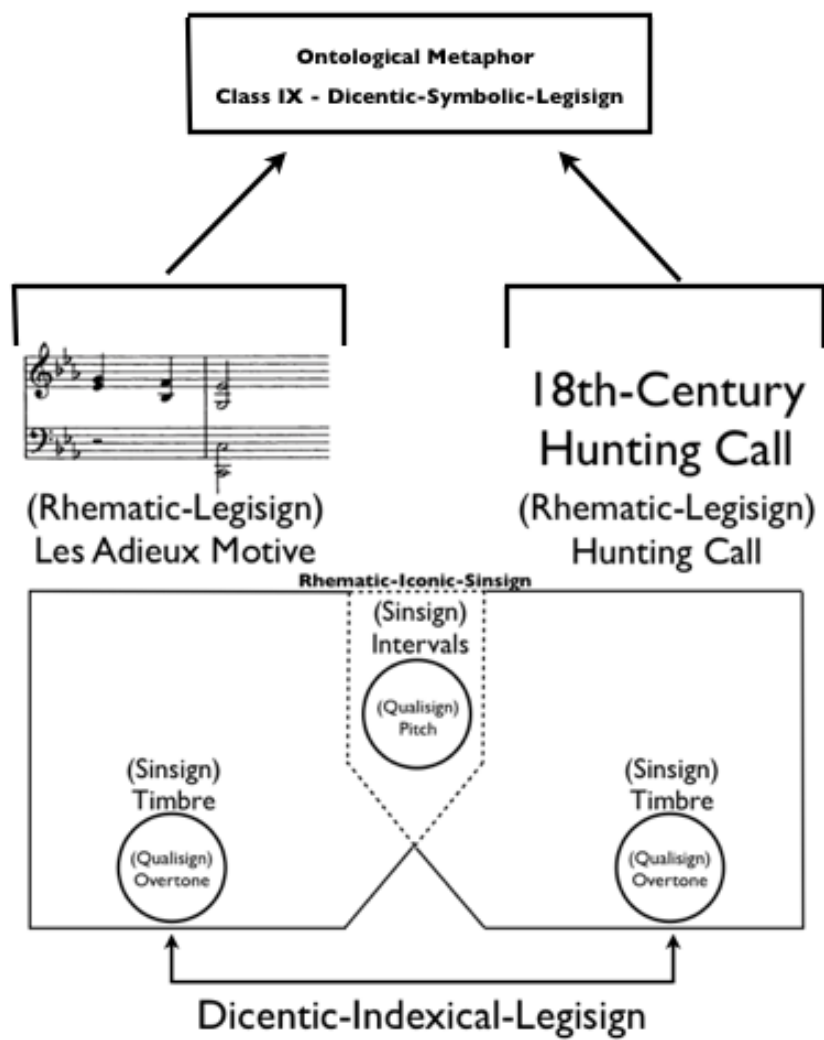 Ontological Metaphor
Class IX - Dicentic-Symbolic-Legisign
18th-Century
Hunting Call
(Rhematic-Legisign)
Les Adieux Motive
(Rhematic-Legisign)
Hunting Call
Rhematic-Iconic-Sinsign
(Sinsign)
Intervals
(Qualisign)
Pitch
(Sinsign)
Timbre
(Qualisign)
Overtone
(Sinsign)
Timbre
(Qualisign)
Overtone
Dicentic-Indexical-Legisign